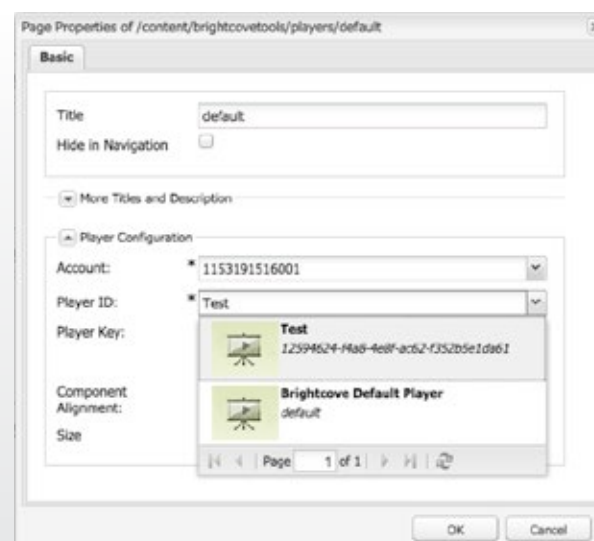 Page Properties of /content/brightcovetools/players/default
Basic
Title default
Hide in Navigation
More Titles and Description
Player Configuration
Account: * 1153191516001
Player ID: * Test
Player Key:
Test
12594624-f4a8-4e8f-ac62-f352b5e1da61
Component
Alignment:
Brightcove Default Player
default
Size
Page 1 of 1
OK Cancel